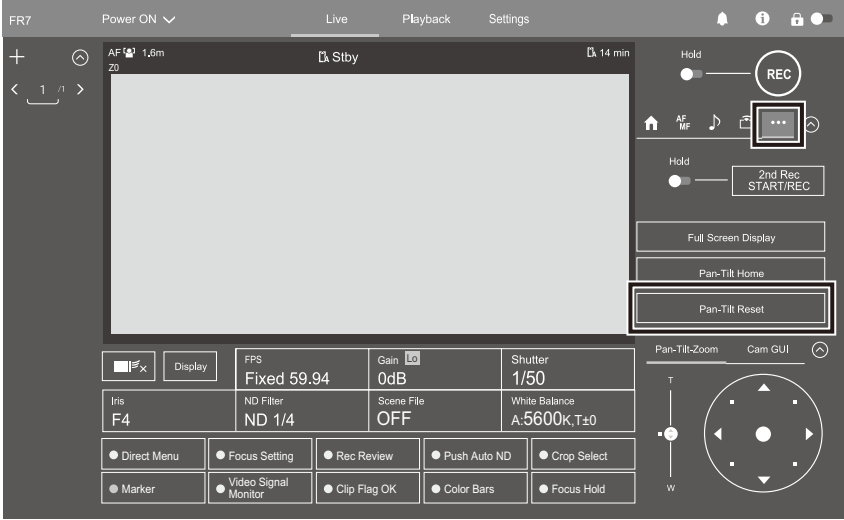 FR7
Power ON
Live
Playback
Settings
1 /1
AF 1.6m
Z0
Stby
14 min
Hold
REC
AF
MF
Hold
2nd Rec
START/REC
Full Screen Display
Pan-Tilt Home
Pan-Tilt Reset
Pan-Tilt-Zoom
Cam GUI
T
W
Display
FPS
Fixed 59.94
Gain Lo
0dB
Shutter
1/50
Iris
F4
ND Filter
ND 1/4
Scene File
OFF
White Balance
A:5600K,T±0
Direct Menu
Focus Setting
Rec Review
Push Auto ND
Crop Select
Marker
Video Signal
Monitor
Clip Flag OK
Color Bars
Focus Hold